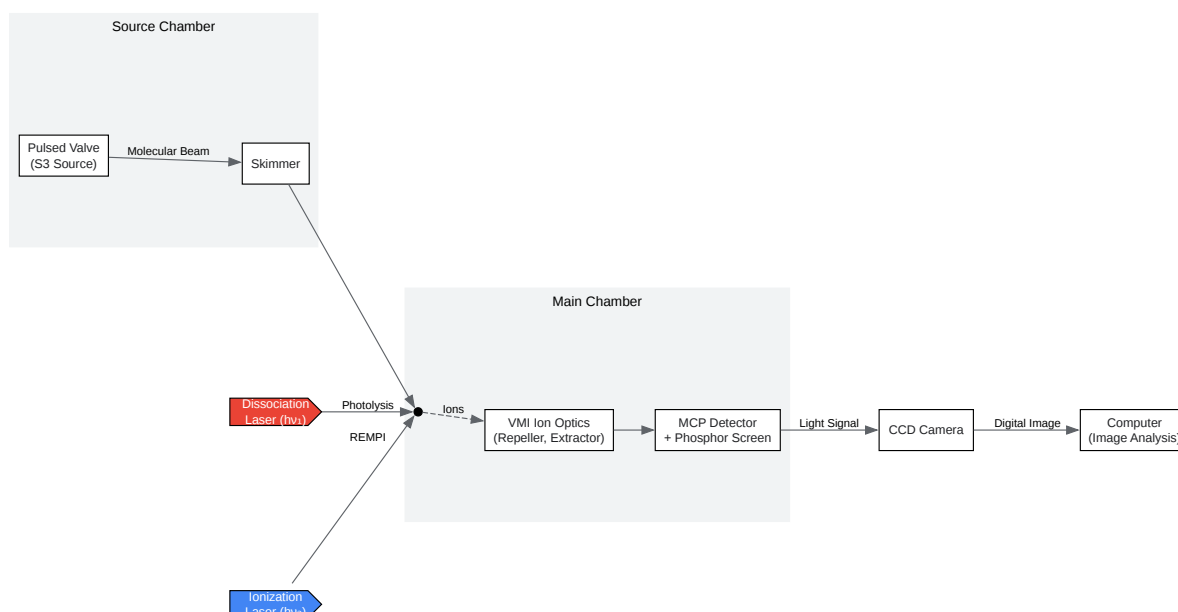 Source Chamber
Pulsed Valve
(S3 Source)
Molecular Beam
Skimmer
Main Chamber
Dissociation
Laser (hν₁)
Photolysis
REMPI
Ions
VMI Ion Optics
(Repeller, Extractor)
MCP Detector
+ Phosphor Screen
Light Signal
CCD Camera
Digital Image
Computer
(Image Analysis)
Ionization
Laser (hν₂)